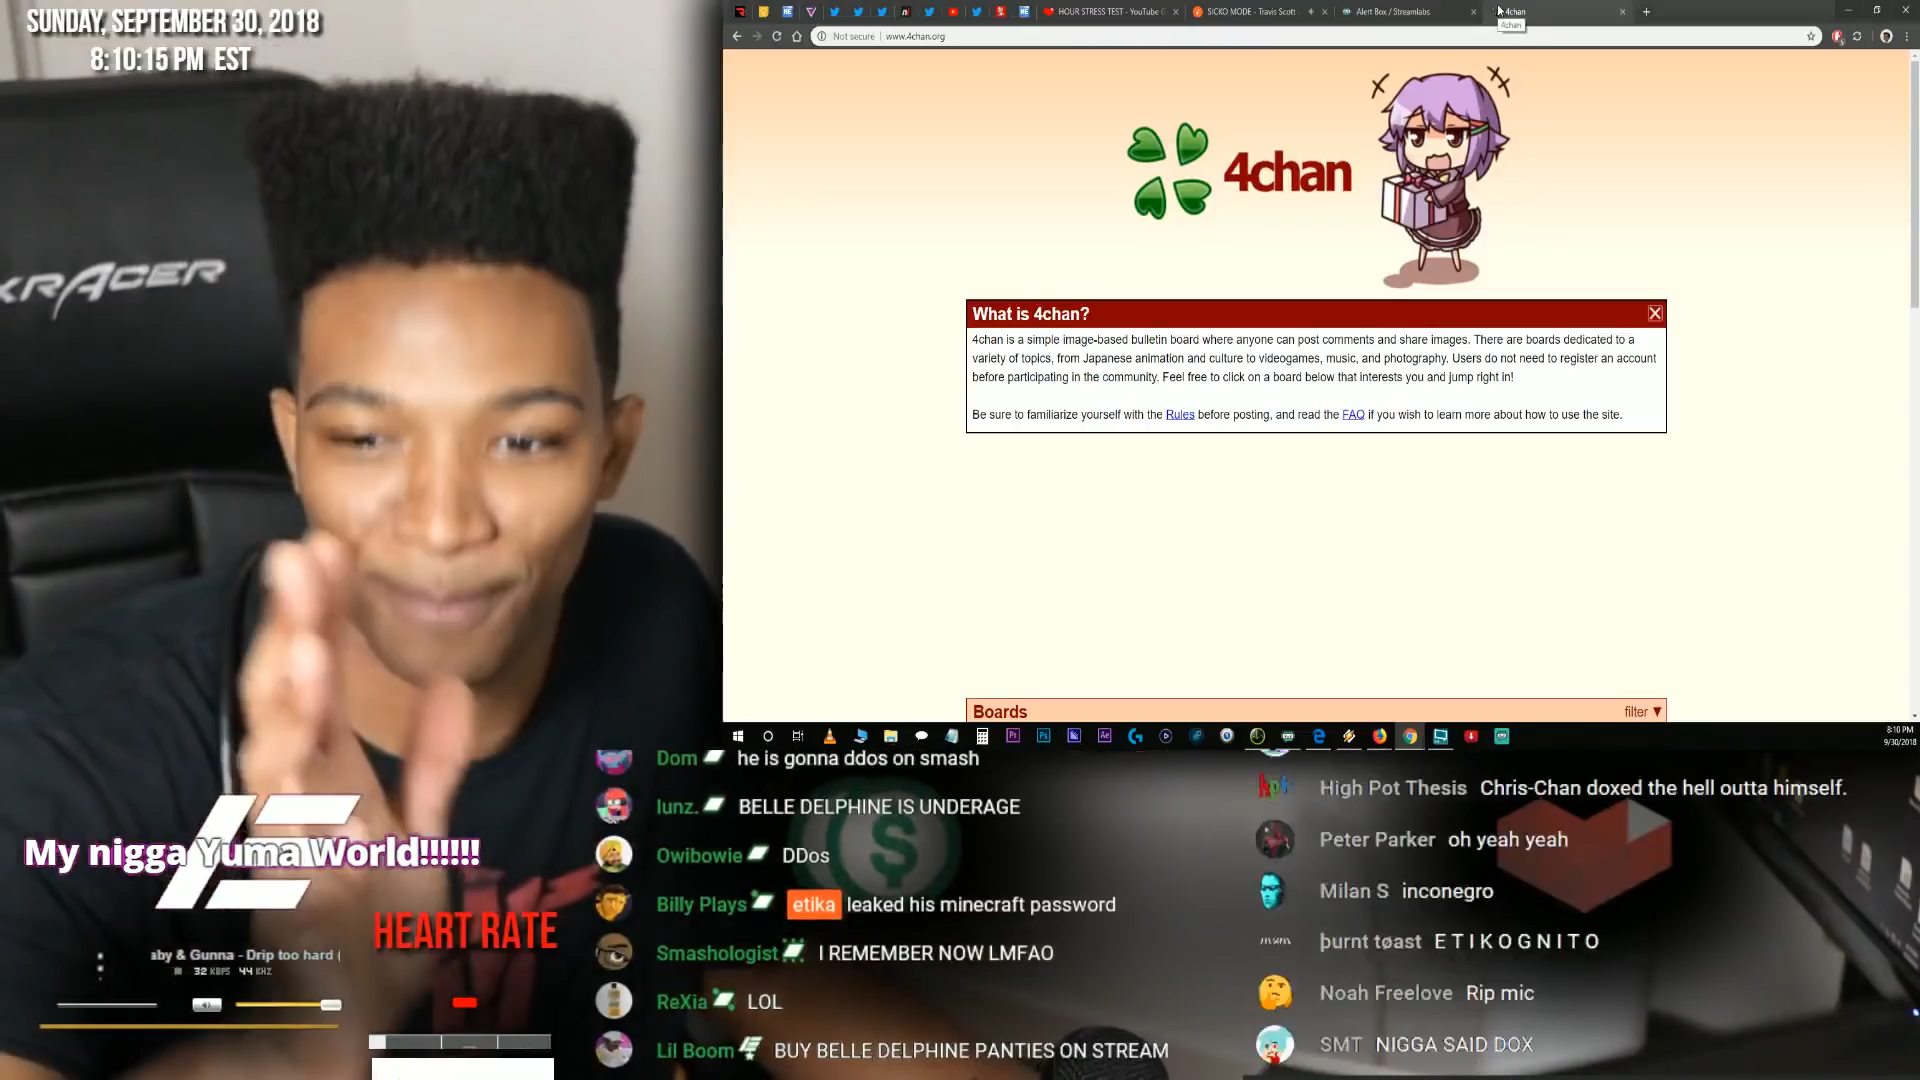 SUNDAY, SEPTEMBER 30, 2018
8:10:15 PM EST
XRACER
HOUR STRESS TEST - YouTube
SICKO MODE - Travis Scott
Alert Box / Streamlabs
4chan
4chan
Not secure | www.4chan.org
4chan
What is 4chan?
4chan is a simple image-based bulletin board where anyone can post comments and share images. There are boards dedicated to a
variety of topics, from Japanese animation and culture to videogames, music, and photography. Users do not need to register an account
before participating in the community. Feel free to click on a board below that interests you and jump right in!
Be sure to familiarize yourself with the Rules before posting, and read the FAQ if you wish to learn more about how to use the site.
Boards
filter ▼
8:10 PM
9/30/2018
Dom he is gonna ddos on smash
lunz. BELLE DELPHINE IS UNDERAGE
Owibowie DDos
Billy Plays etika leaked his minecraft password
Smashologist I REMEMBER NOW LMFAO
ReXia LOL
Lil Boom BUY BELLE DELPHINE PANTIES ON STREAM
High Pot Thesis Chris-Chan doxed the hell outta himself.
Peter Parker oh yeah yeah
Milan S inconegro
þurnt tøast E T I K O G N I T O
Noah Freelove Rip mic
SMT NIGGA SAID DOX
My nigga Yuma World!!!!!!
HEART RATE
aby & Gunna - Drip too hard (
32 KBPS 44 KHZ